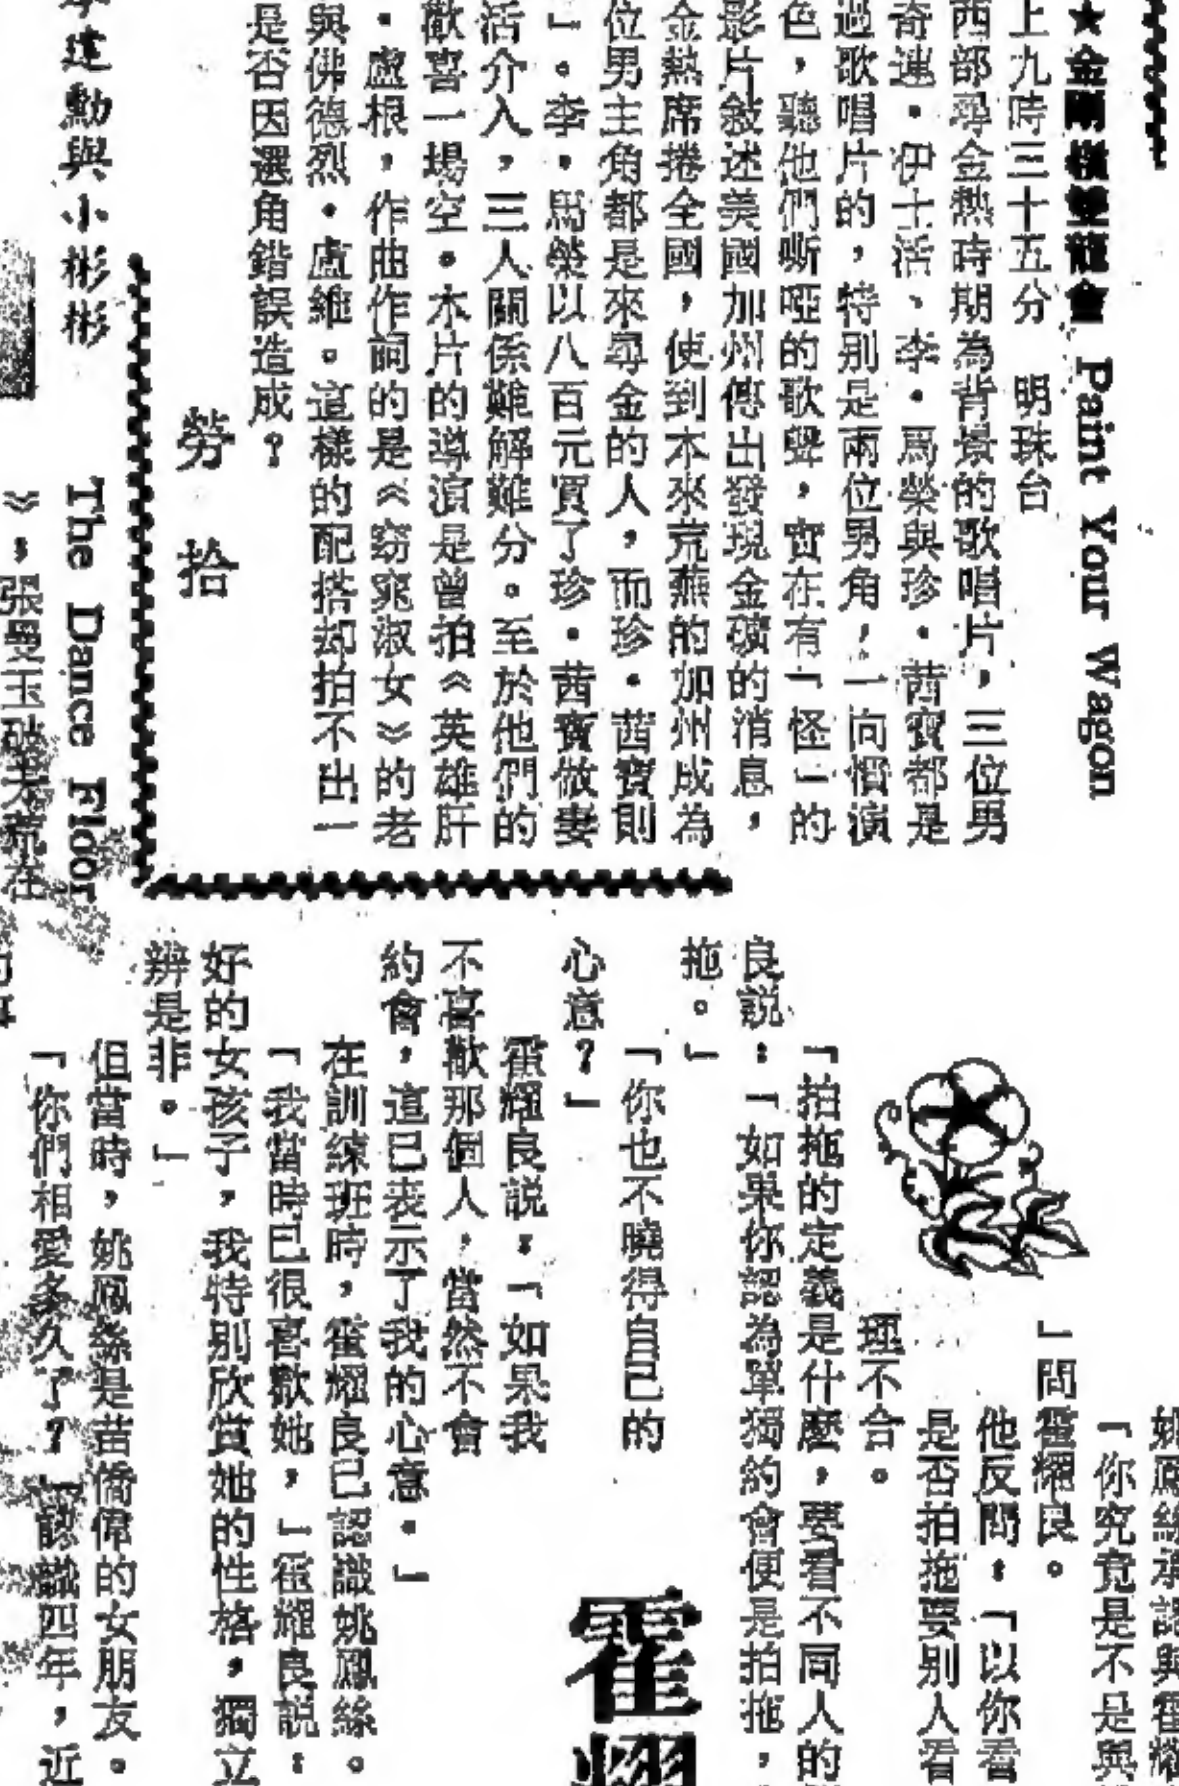 ★金剛 雙龍會 Paint Your Wagon
上九時三十五分 明珠台
西部尋金熱時期為背景的歌唱片，三位男
奇連・伊士活、李・馬榮與珍・茜寶都是
過歌唱片的，特別是兩位男角，一向慣演
色，聽他們嘶啞的歌聲，實在有「怪」的
影片敍述美國加州傳出發現金礦的消息，
金熱席捲全國，使到本來荒蕪的加州成為
位男主角都是來尋金的人，而珍・茜寶則
」。李・馬榮以八百元買了珍・茜寶做妻
活介入，三人關係難解難分。至於他們的
歡喜一場空。本片的導演是曾拍《英雄肝
・盧根，作曲作詞的是《窈窕淑女》的老
與佛德烈・盧維。這樣的配搭却拍不出一
是否因選角錯誤造成？
勞 拾
李建勳與小彬彬 The Dance Floor
》，張曼玉
姚鳳絲承認與霍耀
「你究竟是不是與
」問霍耀良。
他反問：「以你看
是否拍拖要別人看
理不合。
「拍拖的定義是什麼，要看不同人的
良説：「如果你認為單獨約會便是拍拖，
拖。」
「你也不曉得自己的
心意？」
霍耀良説：「如果我
不喜歡那個人，當然不會
約會，這已表示了我的心意。」
在訓練班時，霍耀良已認識姚鳳絲。
「我當時已很喜歡她，」霍耀良説：
好的女孩子，我特別欣賞她的性格，獨立
辨是非。」
但當時，姚鳳絲是苗僑偉的女朋友。
「你們相愛多久了？」認識四年，近
的事
霍耀